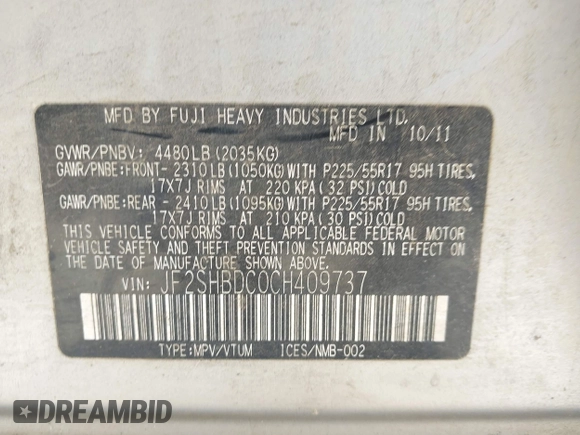 MFD BY FUJI HEAVY INDUSTRIES LTD.
MFD IN 10/11
GVWR/PNBV: 4480LB(2035KG)
GAWR/PNBE:FRONT- 2310LB(1050KG)WITH P225/55R17 95H TIRES,
17X7J RIMS AT 220 KPA(32 PSI)COLD
GAWR/PNBE:REAR - 2410LB(1095KG)WITH P225/55R17 95H TIRES,
17X7J RIMS AT 210 KPA(30 PSI)COLD
THIS VEHICLE CONFORMS TO ALL APPLICABLE FEDERAL MOTOR
VEHICLE SAFETY AND THEFT PREVENTION STANDARDS IN EFFECT ON
THE DATE OF MANUFACTURE SHOWN ABOVE.
VIN: JF2SHBDC0CH409737
TYPE:MPV/VTUM ICES/NMB-002
DREAMBID